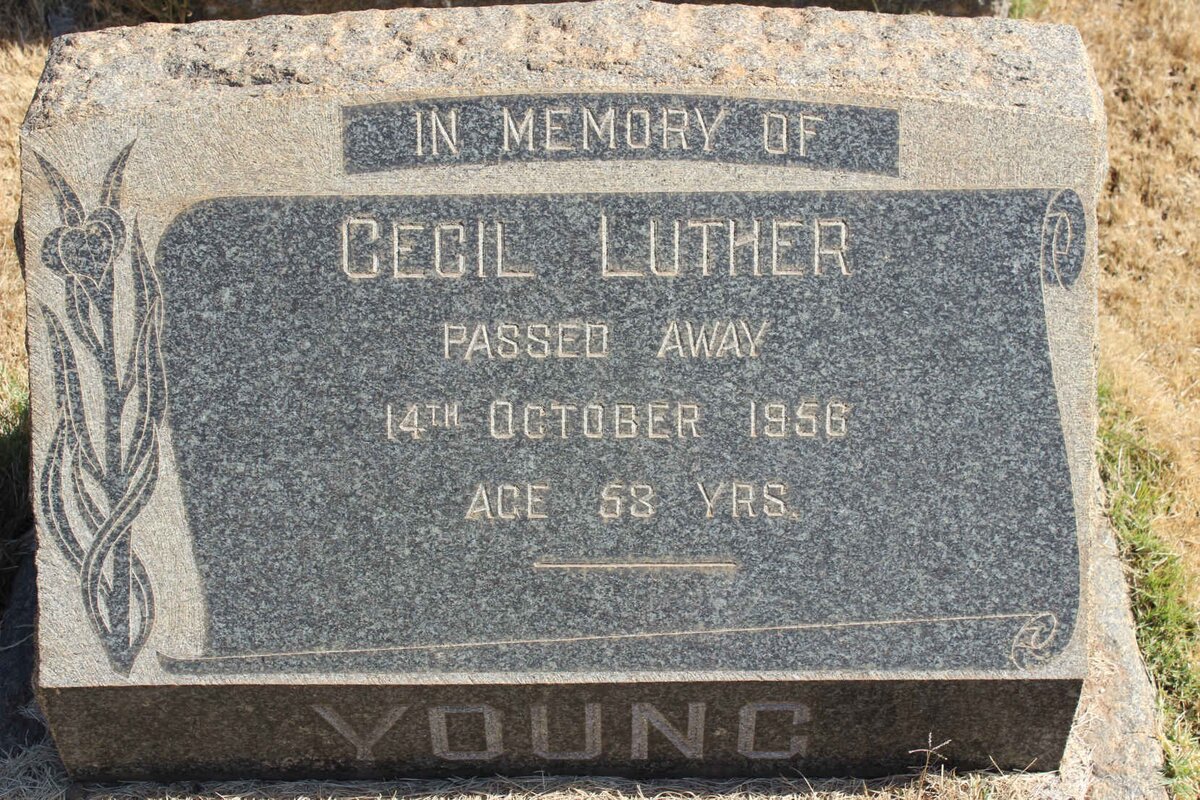 IN MEMORY OF
CECIL LUTHER
PASSED AWAY
14TH OCTOBER 1956
AGE 58 YRS.
YOUNG